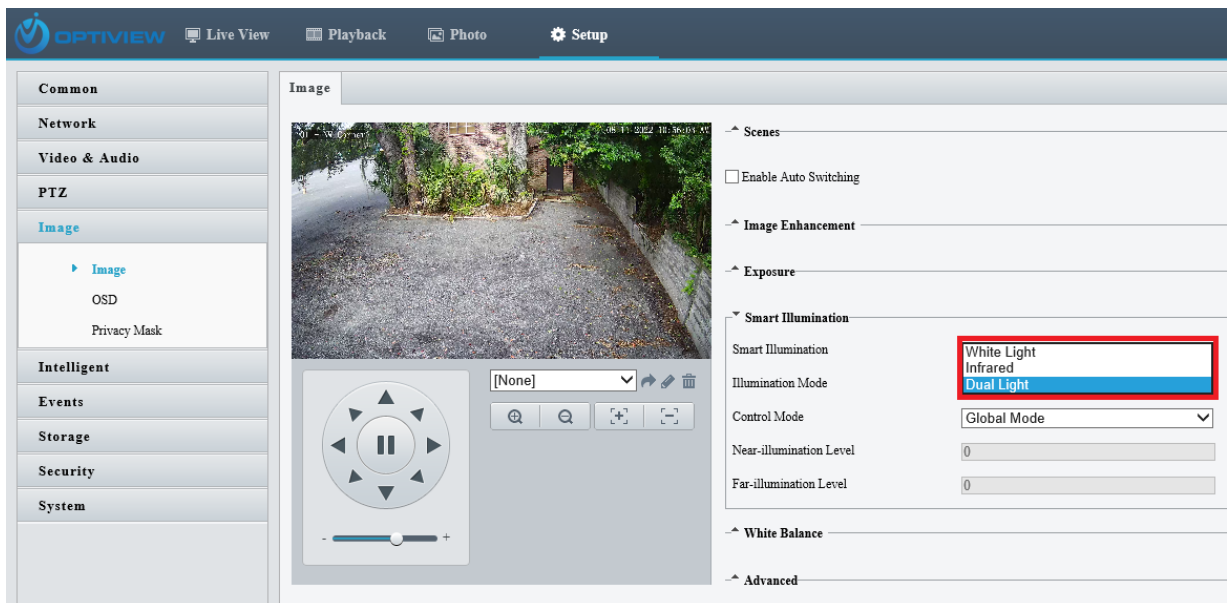 OPTIVIEW Live View Playback Photo Setup
Common
Network
Video & Audio
PTZ
Image
Image
OSD
Privacy Mask
Intelligent
Events
Storage
Security
System
Image
[None]
- +
Scenes
Enable Auto Switching
Image Enhancement
Exposure
Smart Illumination
Smart Illumination
White Light
Infrared
Illumination Mode
Dual Light
Control Mode Global Mode
Near-illumination Level 0
Far-illumination Level 0
White Balance
Advanced